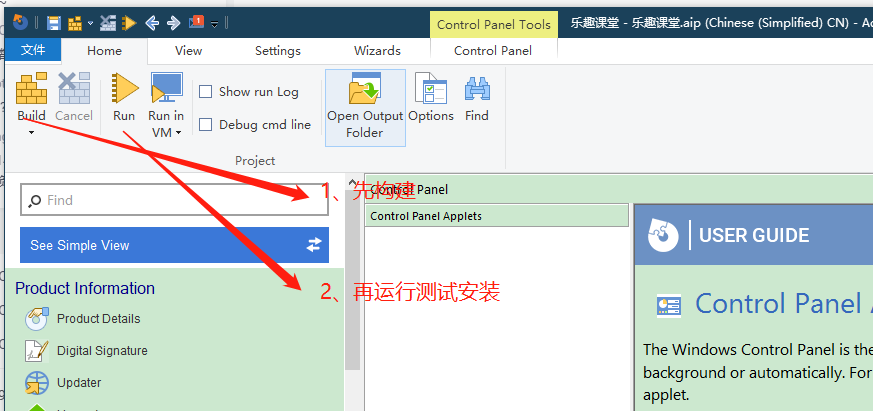 Control Panel Tools
乐趣课堂 - 乐趣课堂.aip (Chinese (Simplified) CN) - Ad
文件
Home
View
Settings
Wizards
Control Panel
Build
Cancel
Run
Run in
VM
Show run Log
Debug cmd line
Open Output
Folder
Options
Find
Project
1、先构建
Find
Control Panel
Control Panel Applets
See Simple View
USER GUIDE
Product Information
2、再运行测试安装
Product Details
Digital Signature
Updater
Control Panel A
The Windows Control Panel is the
background or automatically. For
applet.